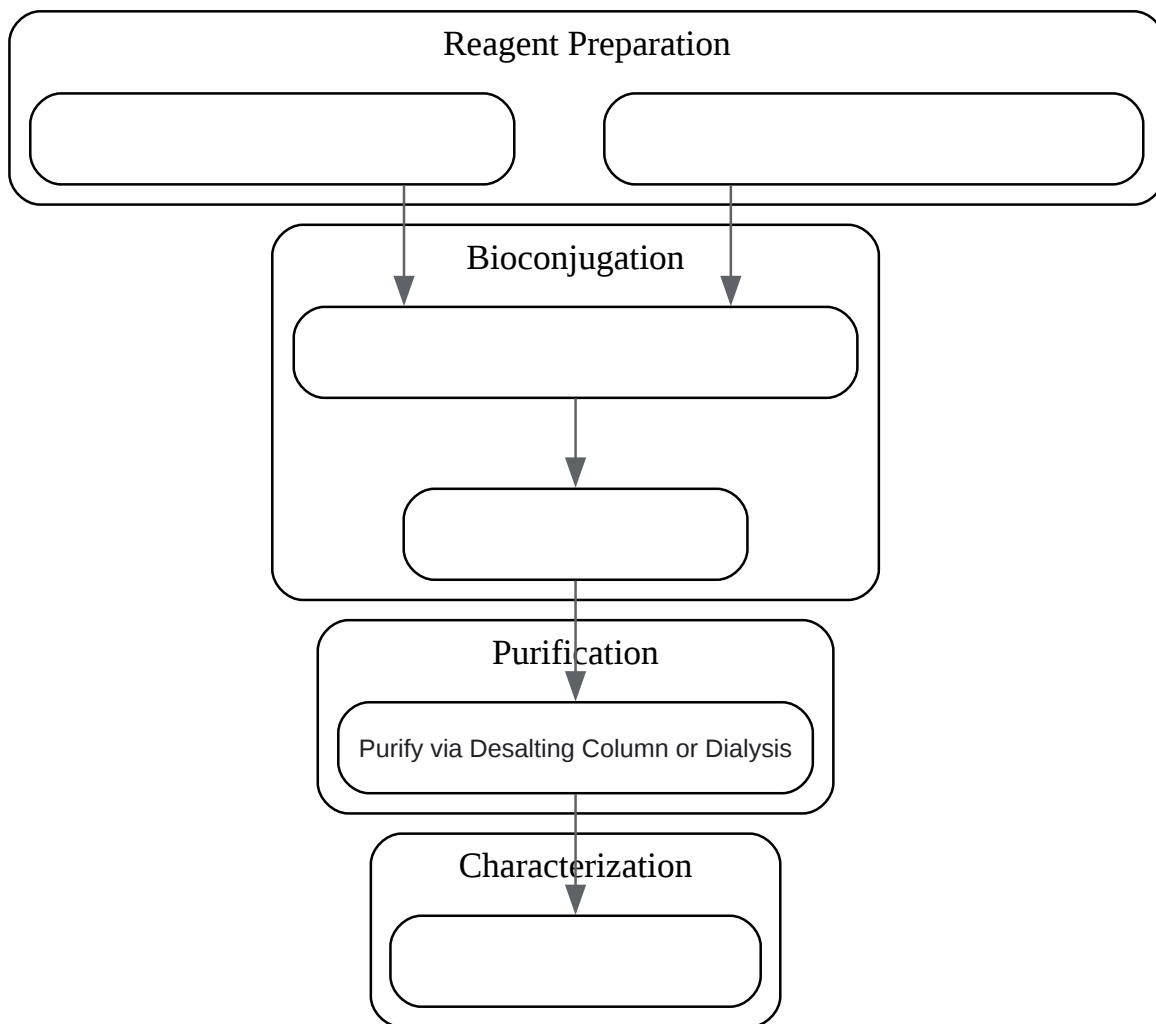 Reagent Preparation
Bioconjugation
Purification
Purify via Desalting Column or Dialysis
Characterization